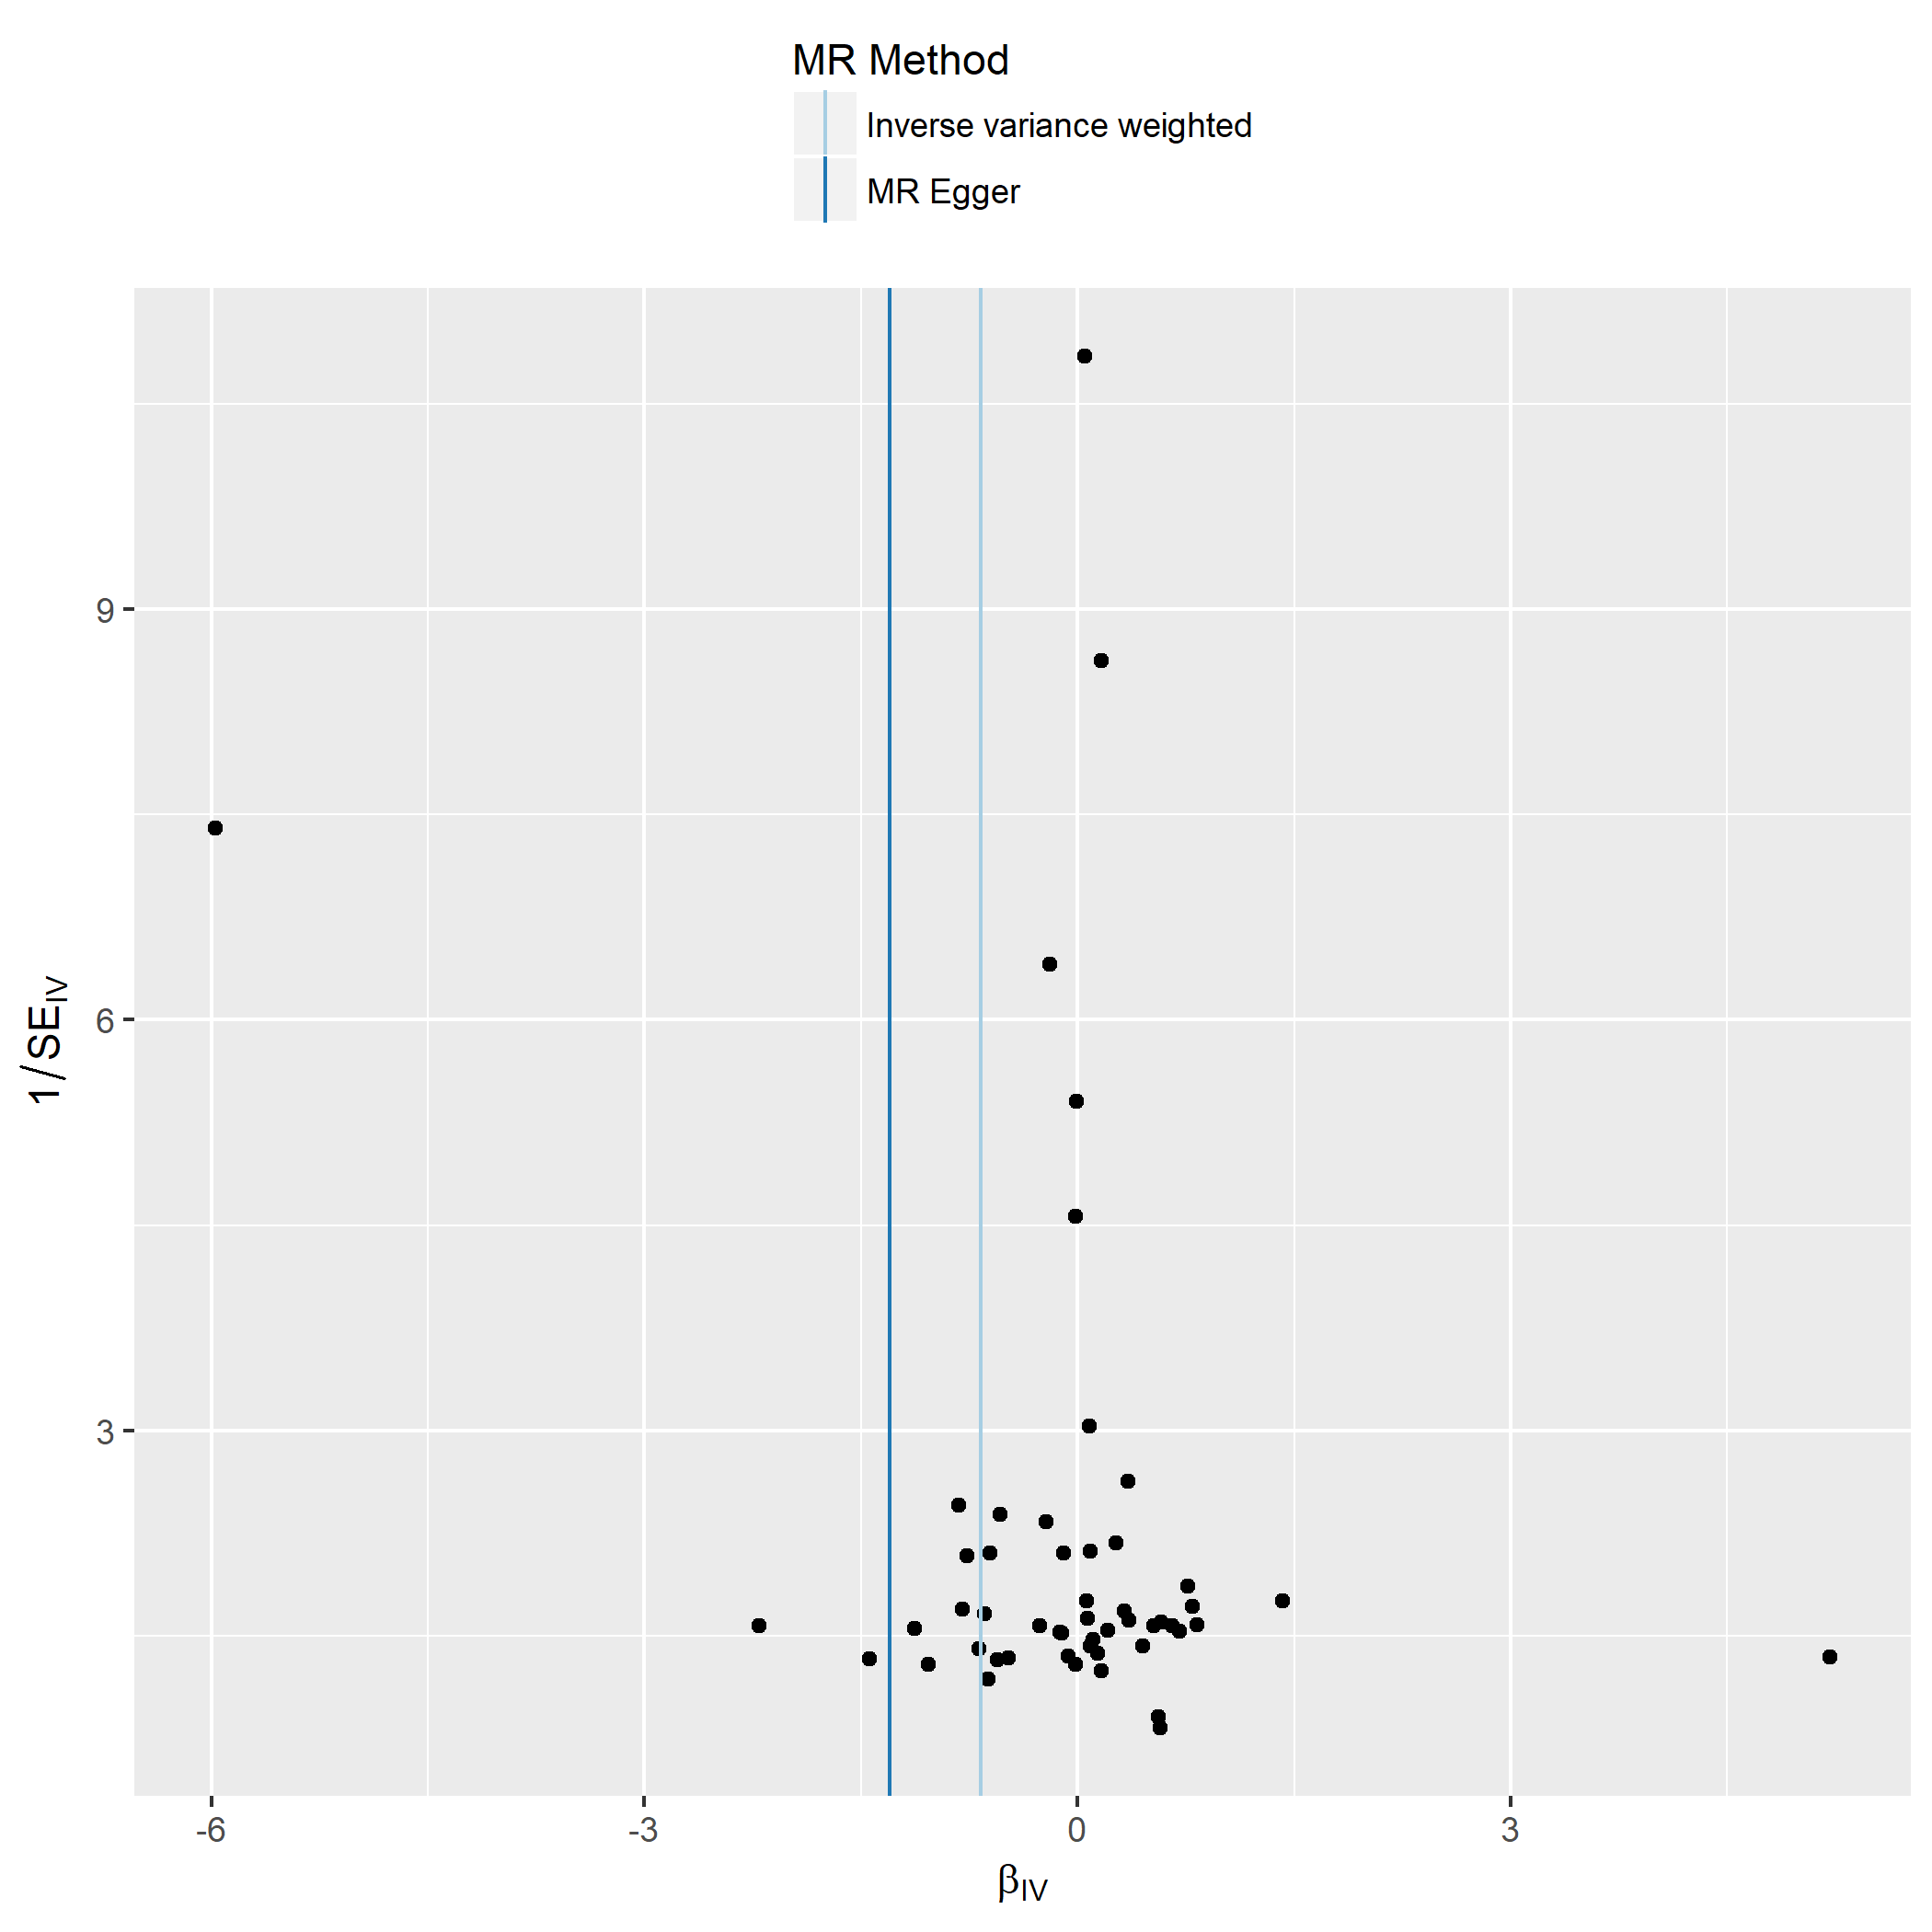 MR Method
Inverse variance weighted
MR Egger
9
6
3
1/SE_IV
-6
-3
0
3
β_IV